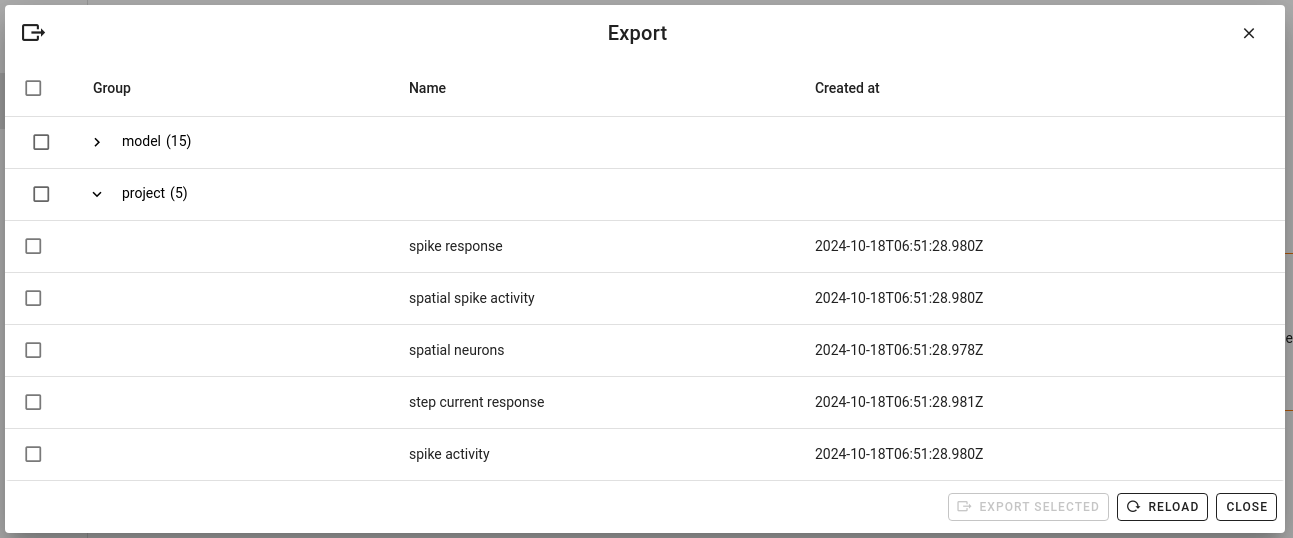 Export
Group Name Created at
model (15)
project (5)
spike response 2024-10-18T06:51:28.980Z
spatial spike activity 2024-10-18T06:51:28.980Z
spatial neurons 2024-10-18T06:51:28.978Z
step current response 2024-10-18T06:51:28.981Z
spike activity 2024-10-18T06:51:28.980Z
EXPORT SELECTED RELOAD CLOSE